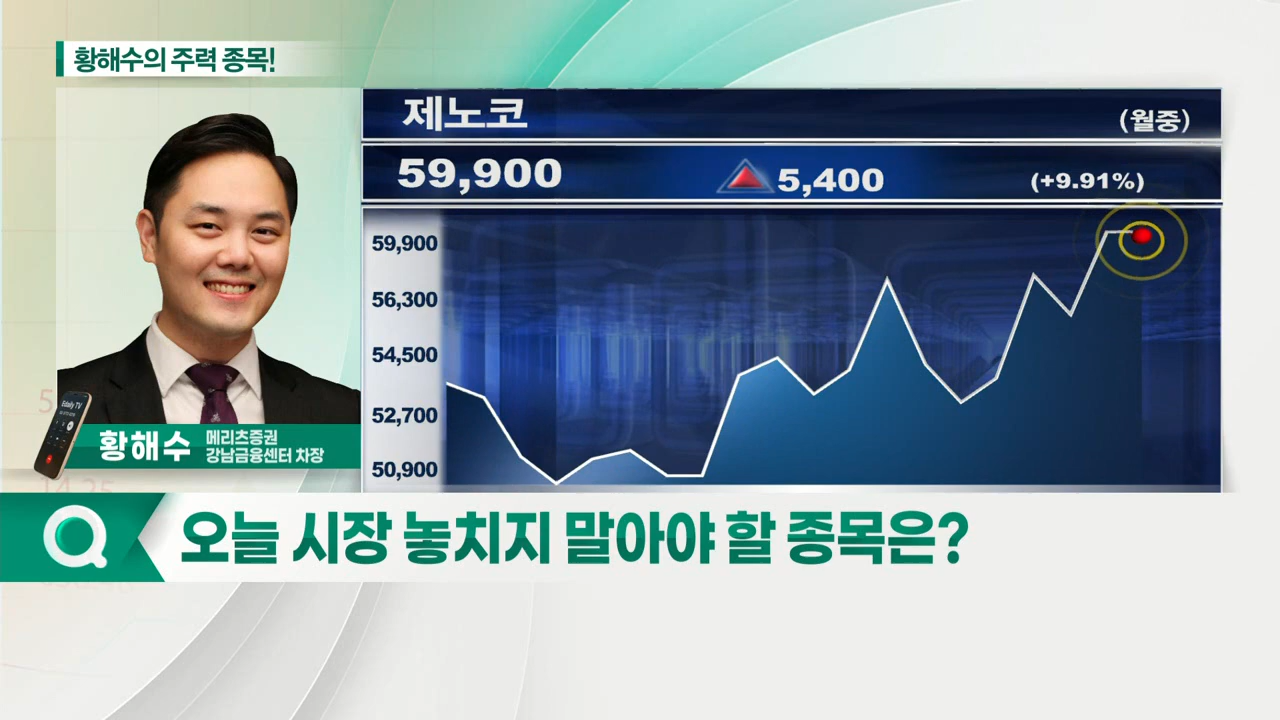 황해수의 주력 종목!
제노코
(월중)
59,900
▲ 5,400
(+9.91%)
59,900
56,300
54,500
52,700
50,900
Edaily TV
황해수
메리츠증권
강남금융센터 차장
Q 오늘 시장 놓치지 말아야 할 종목은?